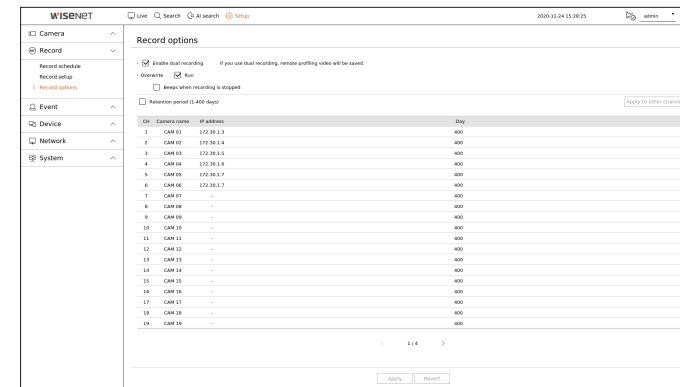 WISENET
Live Search AI search Setup 2020-11-24 15:28:25 admin
Camera
Record
Record schedule
Record setup
Record options
Event
Device
Network
System
Record options
Enable dual recording If you use dual recording, remote profiling video will be saved.
Overwrite Run
Beeps when recording is stopped
Retention period (1-400 days) Apply to other channe
CH Camera name IP address Day
1 CAM 01 172.30.1.3 400
2 CAM 02 172.30.1.4 400
3 CAM 03 172.30.1.5 400
4 CAM 04 172.30.1.6 400
5 CAM 05 172.30.1.7 400
6 CAM 06 172.30.1.7 400
7 CAM 07 - 400
8 CAM 08 - 400
9 CAM 09 - 400
10 CAM 10 - 400
11 CAM 11 - 400
12 CAM 12 - 400
13 CAM 13 - 400
14 CAM 14 - 400
15 CAM 15 - 400
16 CAM 16 - 400
17 CAM 17 - 400
18 CAM 18 - 400
19 CAM 19 - 400
< 1 / 4 >
Apply Revert